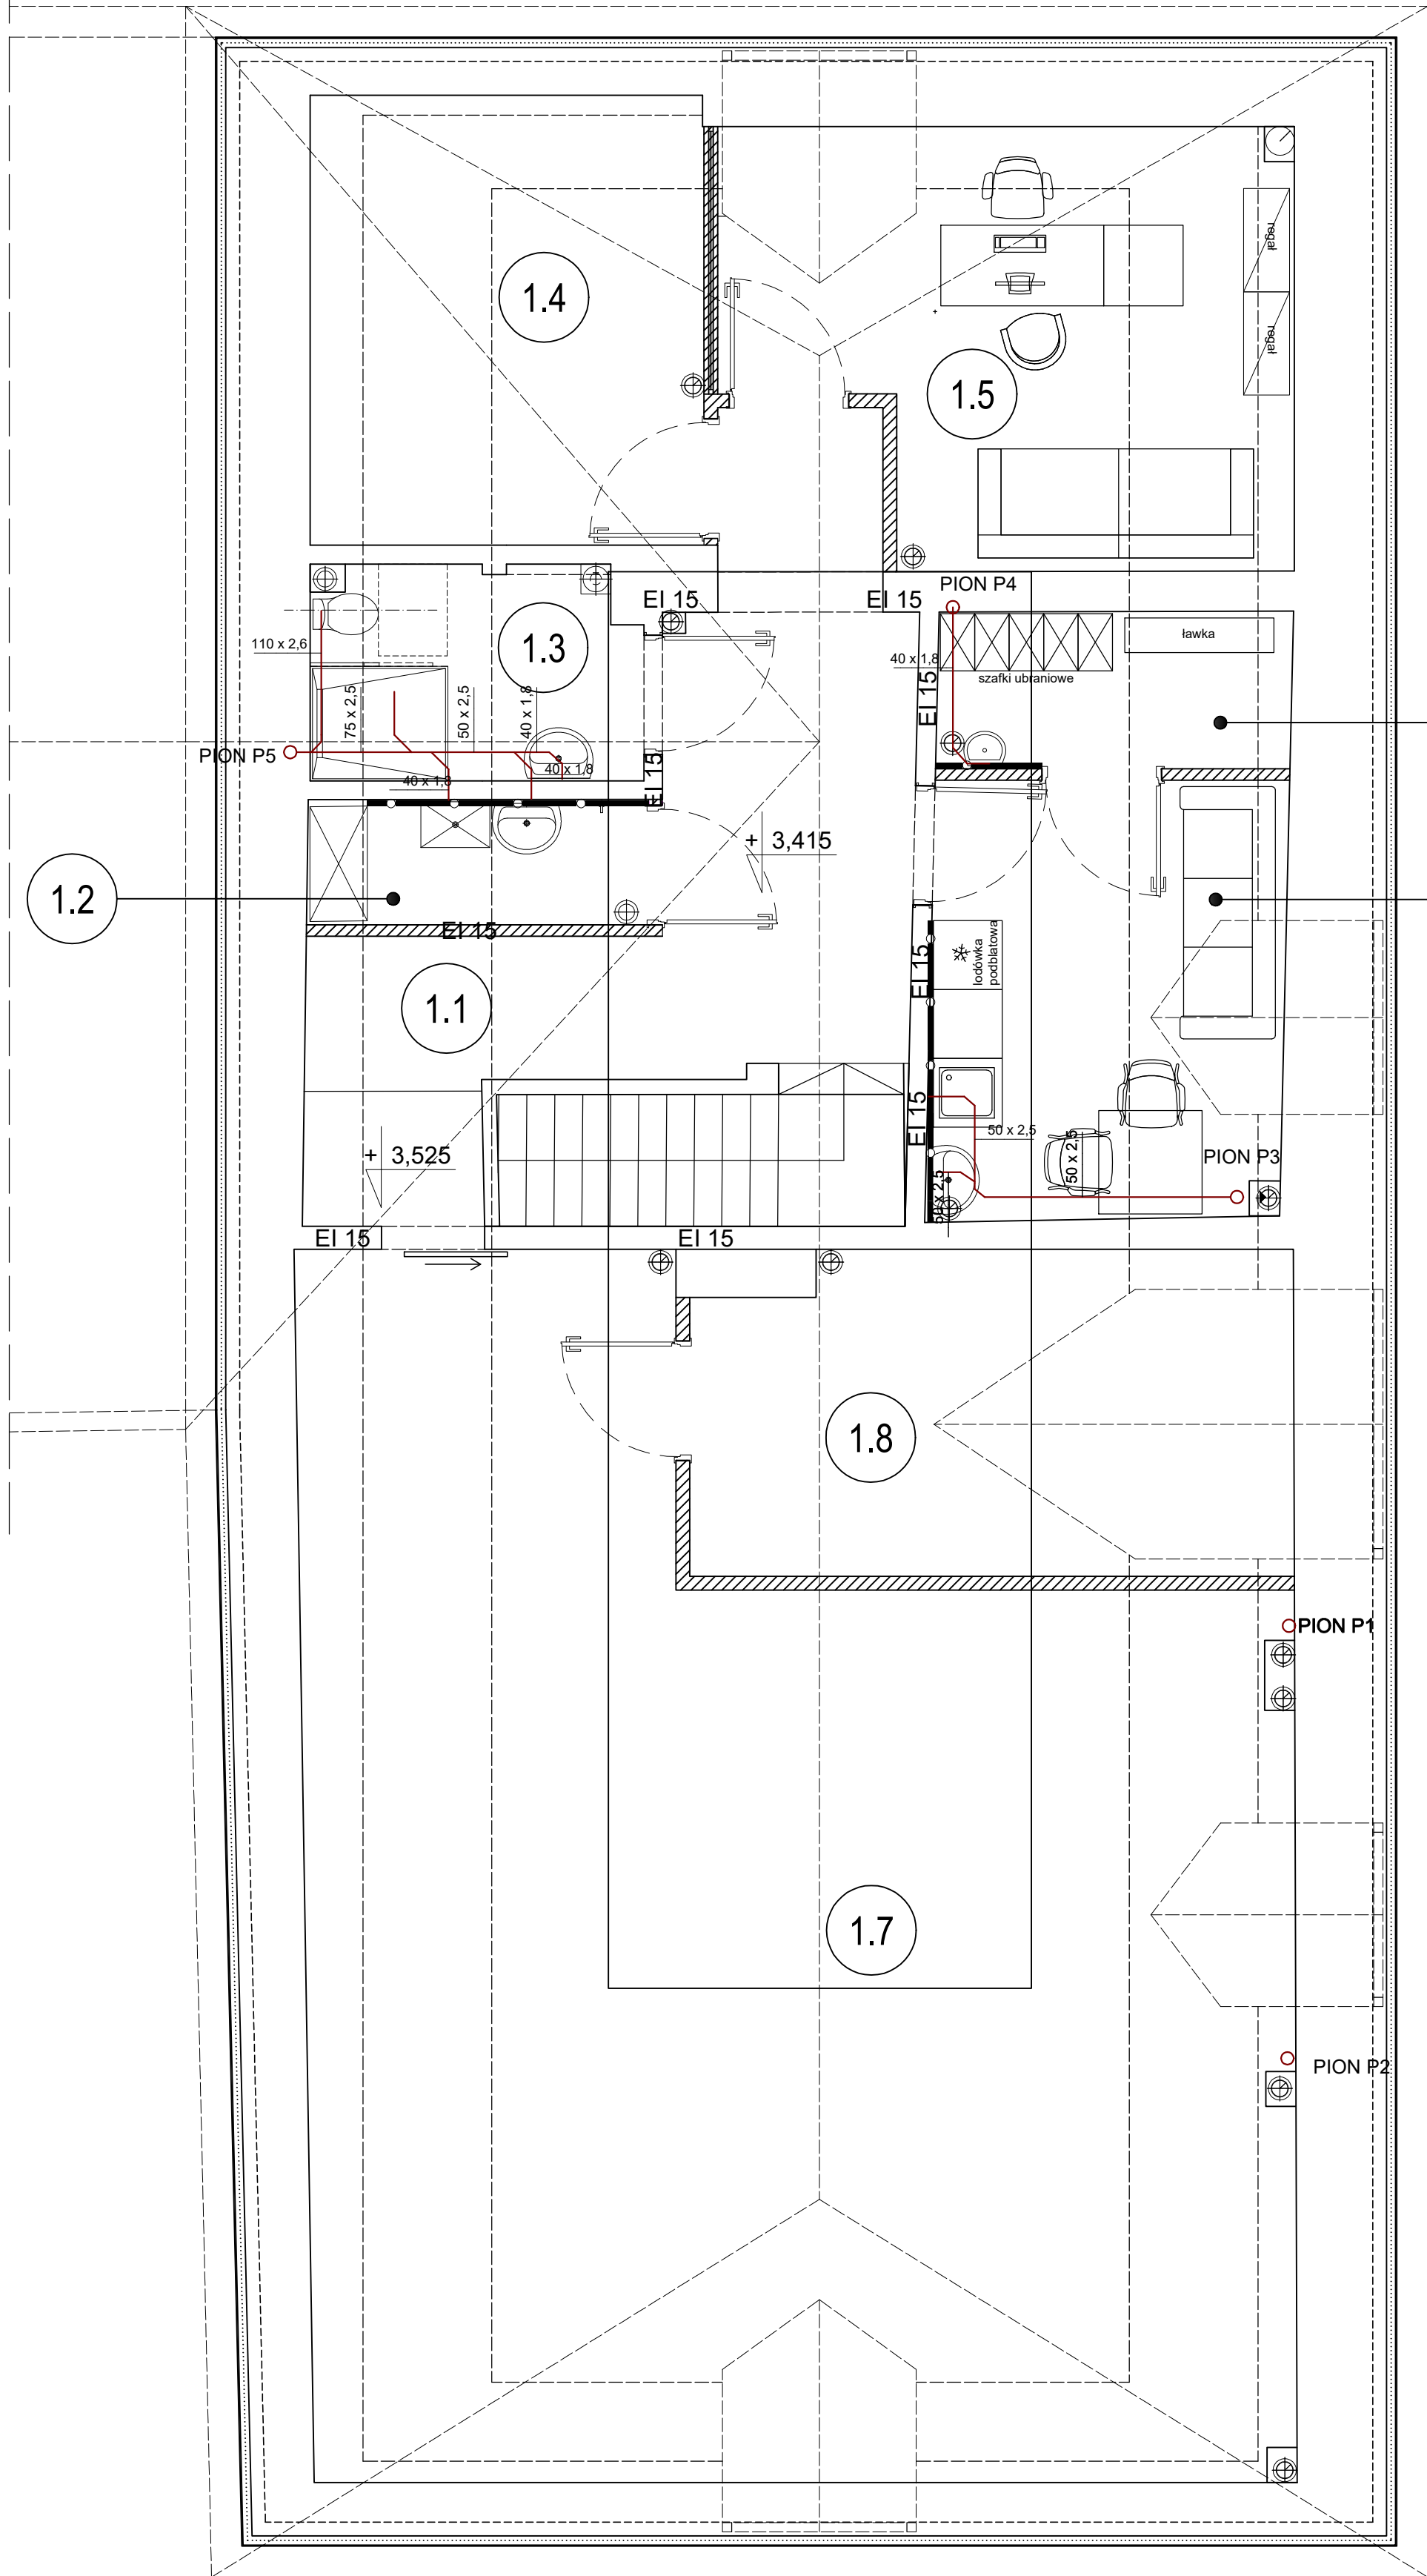 1.4
regał
regał
1.5
PION P4
EI 15
EI 15
ławka
110 x 2,6
1.3
40 x 1,8
szafki ubraniowe
EI 15
75 x 2,5
50 x 2,5
40 x 1,8
PION P5
40 x 1,8
40 x 1,8
EI 15
+ 3,415
1.2
EI 15
EI 15
lodówka
podblatowa
1.1
EI 15
50 x 2,5
+ 3,525
50 x 2,5
PION P3
50 x 2,5
EI 15
EI 15
1.8
PION P1
1.7
PION P2